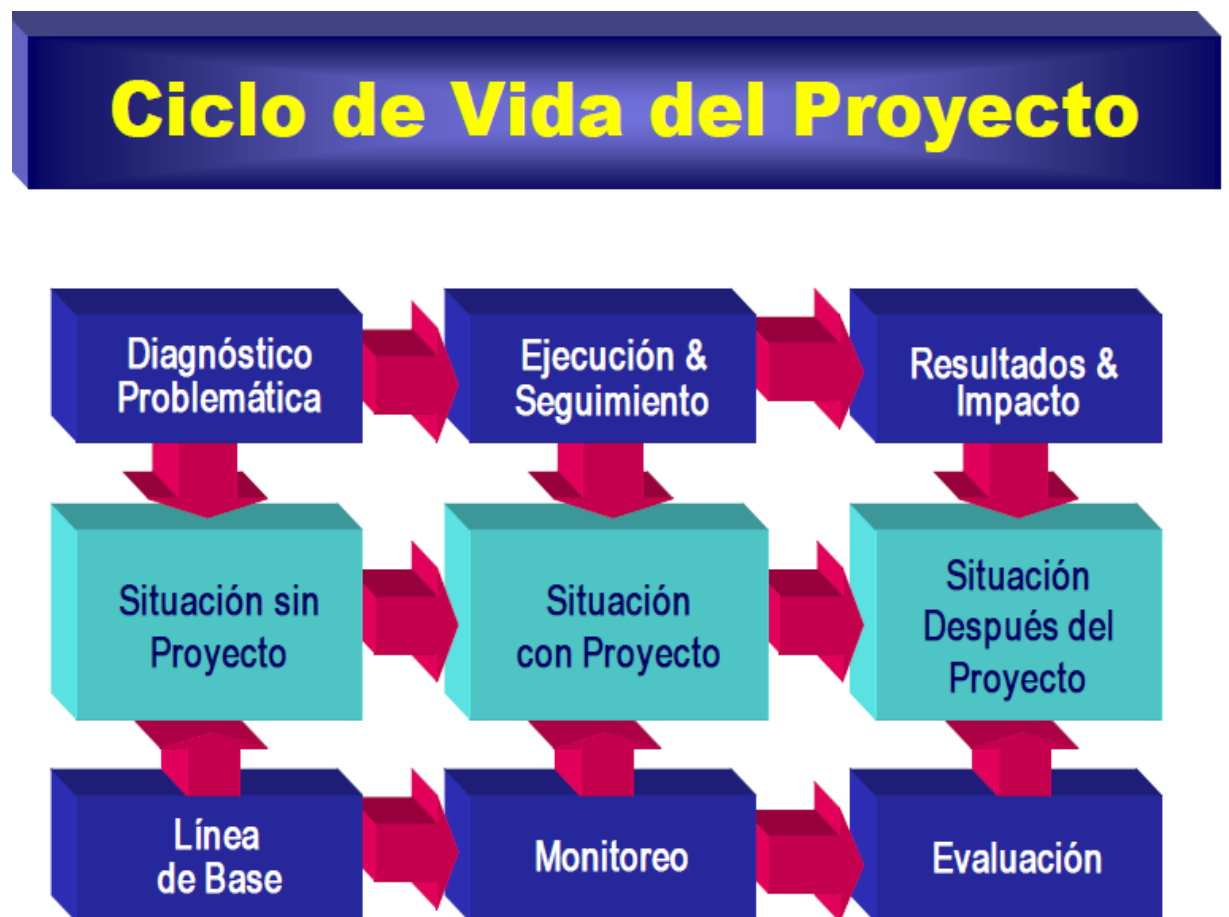 Ciclo de Vida del Proyecto
Diagnóstico
Problemática
Ejecución &
Seguimiento
Resultados &
Impacto
Situación sin
Proyecto
Situación
con Proyecto
Situación
Después del
Proyecto
Línea
de Base
Monitoreo
Evaluación